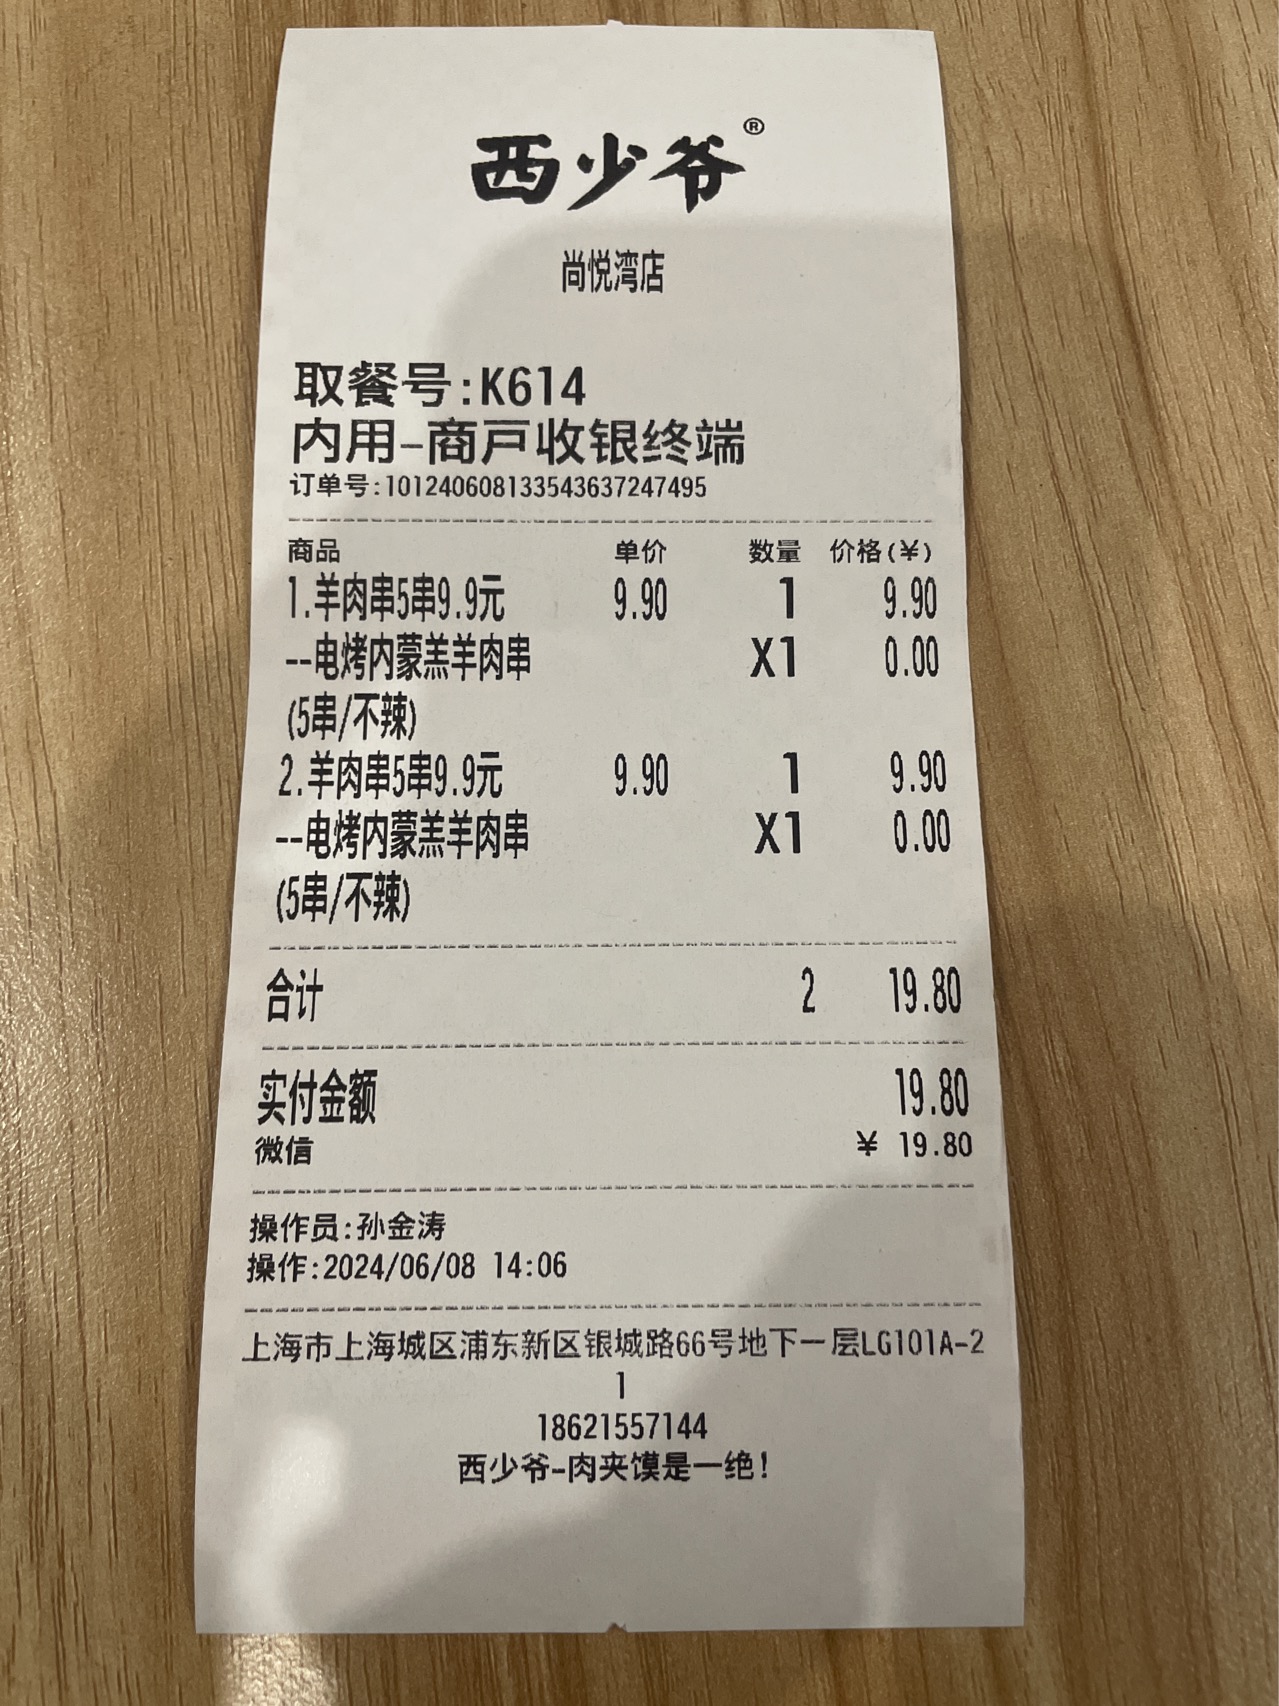 西少爷®
尚悦湾店
取餐号:K614
内用-商戸收银终端
订单号:10124060813354363​7247495
商品 单价 数量 价格(¥)
1.羊肉串5串9.9元 9.90 1 9.90
--电烤内蒙羔羊肉串 X1 0.00
(5串/不辣)
2.羊肉串5串9.9元 9.90 1 9.90
--电烤内蒙羔羊肉串 X1 0.00
(5串/不辣)
合计 2 19.80
实付金额 19.80
微信 ¥ 19.80
操作员:孙金涛
操作:2024/06/08 14:06
上海市上海城区浦东新区银城路66号地下一层LG101A-2
1
18621557144
西少爷-肉夹馍是一绝!